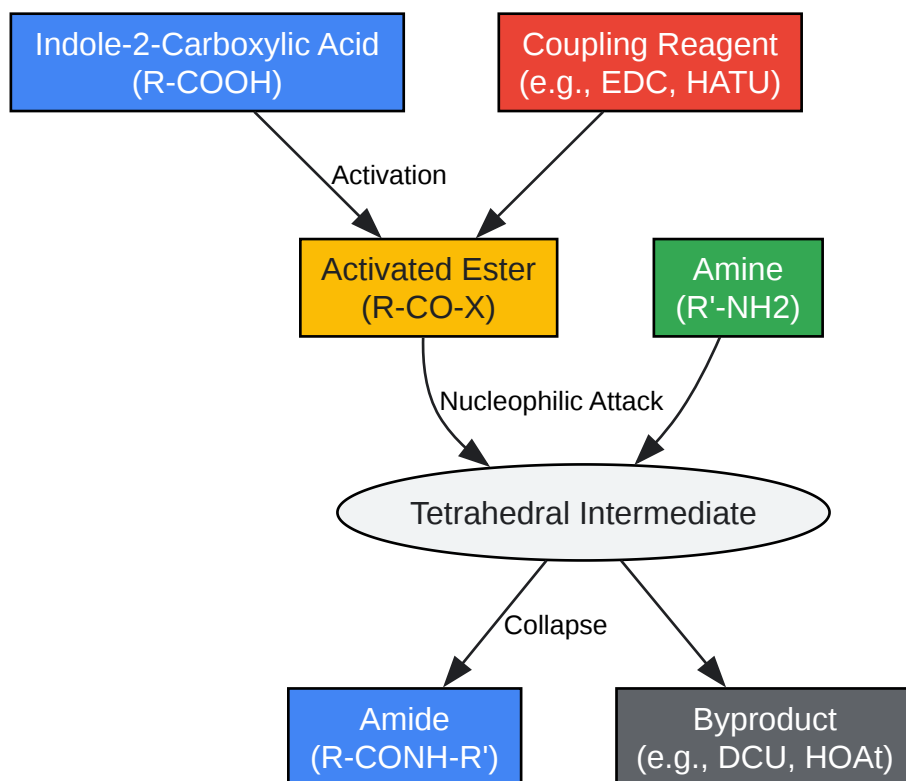 Indole-2-Carboxylic Acid
(R-COOH)
Coupling Reagent
(e.g., EDC, HATU)
Activation
Activated Ester
(R-CO-X)
Amine
(R'-NH2)
Nucleophilic Attack
Tetrahedral Intermediate
Collapse
Amide
(R-CONH-R')
Byproduct
(e.g., DCU, HOAt)